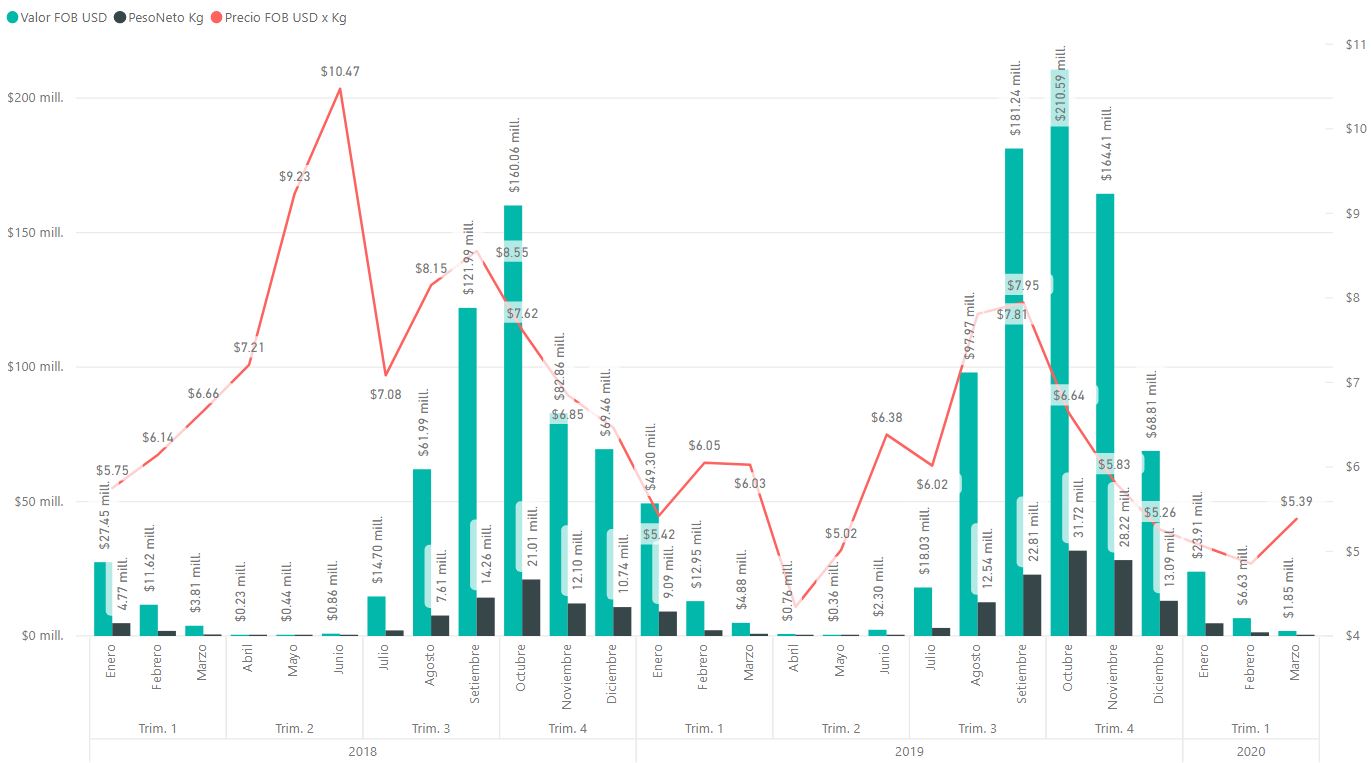 Valor FOB USD PesoNeto Kg Precio FOB USD x Kg
$200 mill.
$150 mill.
$100 mill.
$50 mill.
$0 mill.
$11
$10
$9
$8
$7
$6
$5
$4
$27.45 mill.
$11.62 mill.
$3.81 mill.
$0.23 mill.
$0.44 mill.
$0.86 mill.
$14.70 mill.
$61.99 mill.
$121.99 mill.
$160.06 mill.
$82.86 mill.
$69.46 mill.
$49.30 mill.
$12.95 mill.
$4.88 mill.
$0.76 mill.
$0.36 mill.
$2.30 mill.
$18.03 mill.
$97.97 mill.
$181.24 mill.
$210.59 mill.
$164.41 mill.
$68.81 mill.
$23.91 mill.
$6.63 mill.
$1.85 mill.
4.77 mill.
7.61 mill.
14.26 mill.
21.01 mill.
12.10 mill.
10.74 mill.
9.09 mill.
12.54 mill.
22.81 mill.
31.72 mill.
28.22 mill.
13.09 mill.
$5.75
$6.14
$6.66
$7.21
$9.23
$10.47
$7.08
$8.15
$8.55
$7.62
$6.85
$5.42
$6.05
$6.03
$5.02
$6.38
$6.02
$7.81
$7.95
$6.64
$5.83
$5.26
$5.39
Enero
Febrero
Marzo
Abril
Mayo
Junio
Julio
Agosto
Setiembre
Octubre
Noviembre
Diciembre
Enero
Febrero
Marzo
Abril
Mayo
Junio
Julio
Agosto
Setiembre
Octubre
Noviembre
Diciembre
Enero
Febrero
Marzo
Trim. 1 Trim. 2 Trim. 3 Trim. 4 Trim. 1 Trim. 2 Trim. 3 Trim. 4 Trim. 1
2018 2019 2020